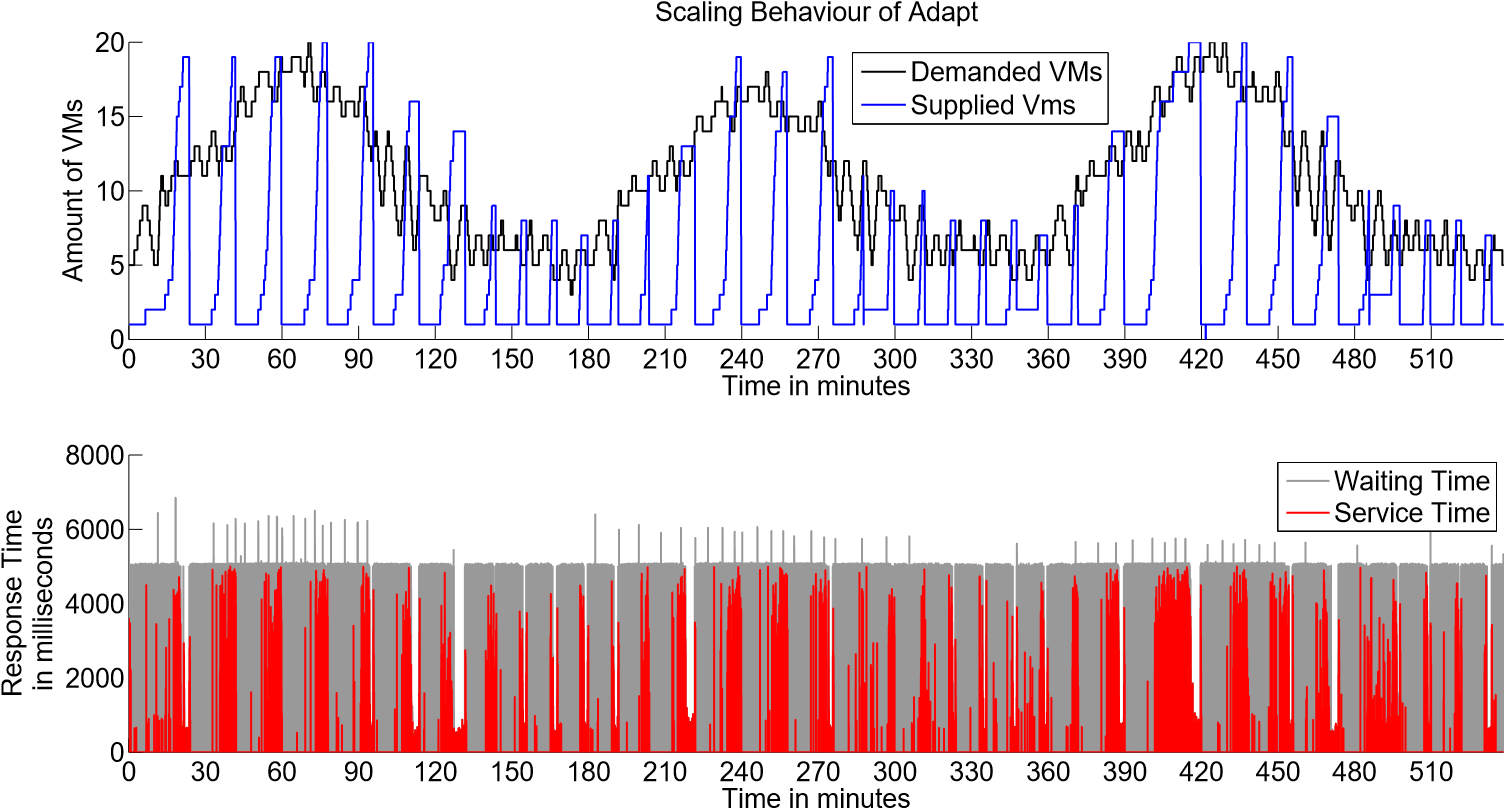 Scaling Behaviour of Adapt
Amount of VMs
20
15
10
5
0
Demanded VMs
Supplied Vms
0 30 60 90 120 150 180 210 240 270 300 330 360 390 420 450 480 510
Time in minutes
Response Time
in milliseconds
8000
6000
4000
2000
0
Waiting Time
Service Time
0 30 60 90 120 150 180 210 240 270 300 330 360 390 420 450 480 510
Time in minutes